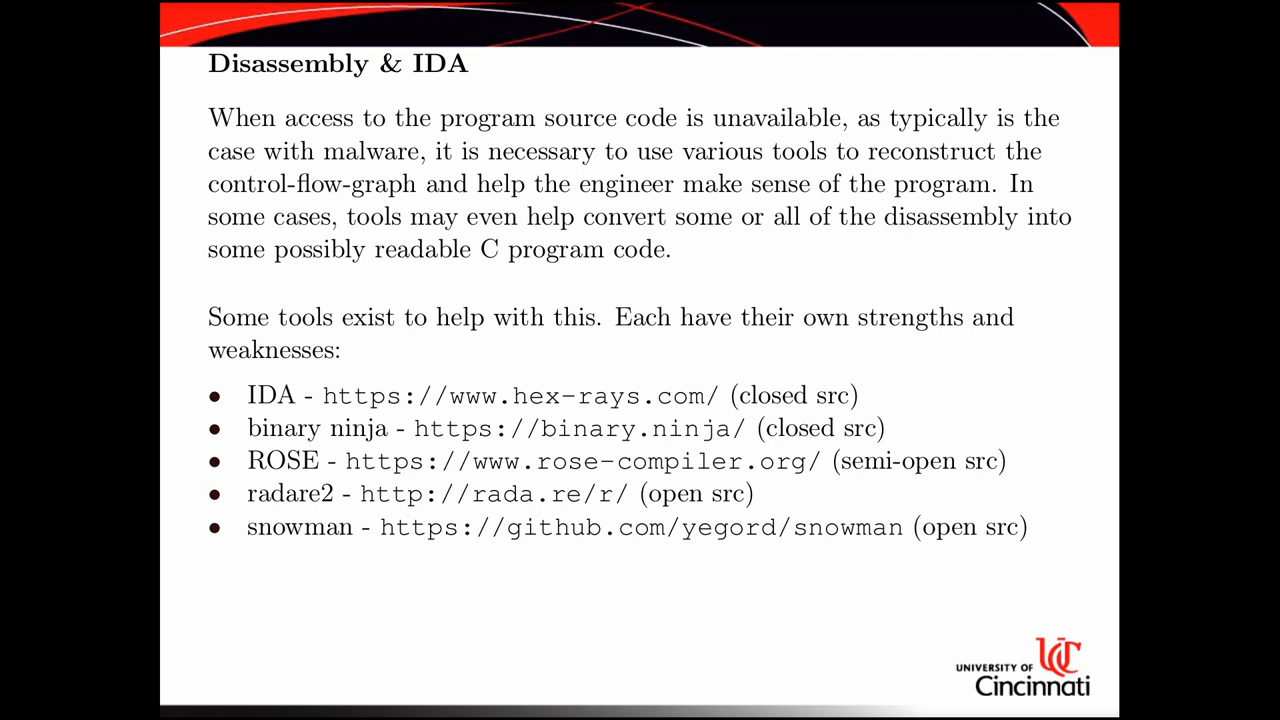 Disassembly & IDA
When access to the program source code is unavailable, as typically is the
case with malware, it is necessary to use various tools to reconstruct the
control-flow-graph and help the engineer make sense of the program. In
some cases, tools may even help convert some or all of the disassembly into
some possibly readable C program code.
Some tools exist to help with this. Each have their own strengths and
weaknesses:
• IDA - https://www.hex-rays.com/ (closed src)
• binary ninja - https://binary.ninja/ (closed src)
• ROSE - https://www.rose-compiler.org/ (semi-open src)
• radare2 - http://rada.re/r/ (open src)
• snowman - https://github.com/yegord/snowman (open src)
UNIVERSITY OF UC
Cincinnati